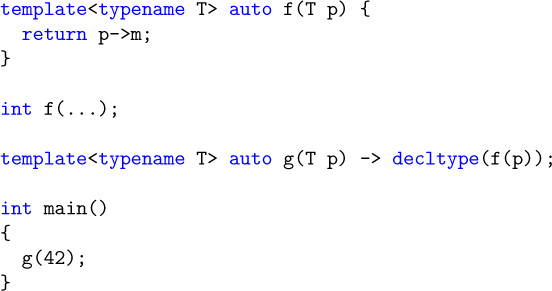 template<typename T> auto f(T p) {
  return p->m;
}

int f(...);

template<typename T> auto g(T p) -> decltype(f(p));

int main()
{
  g(42);
}